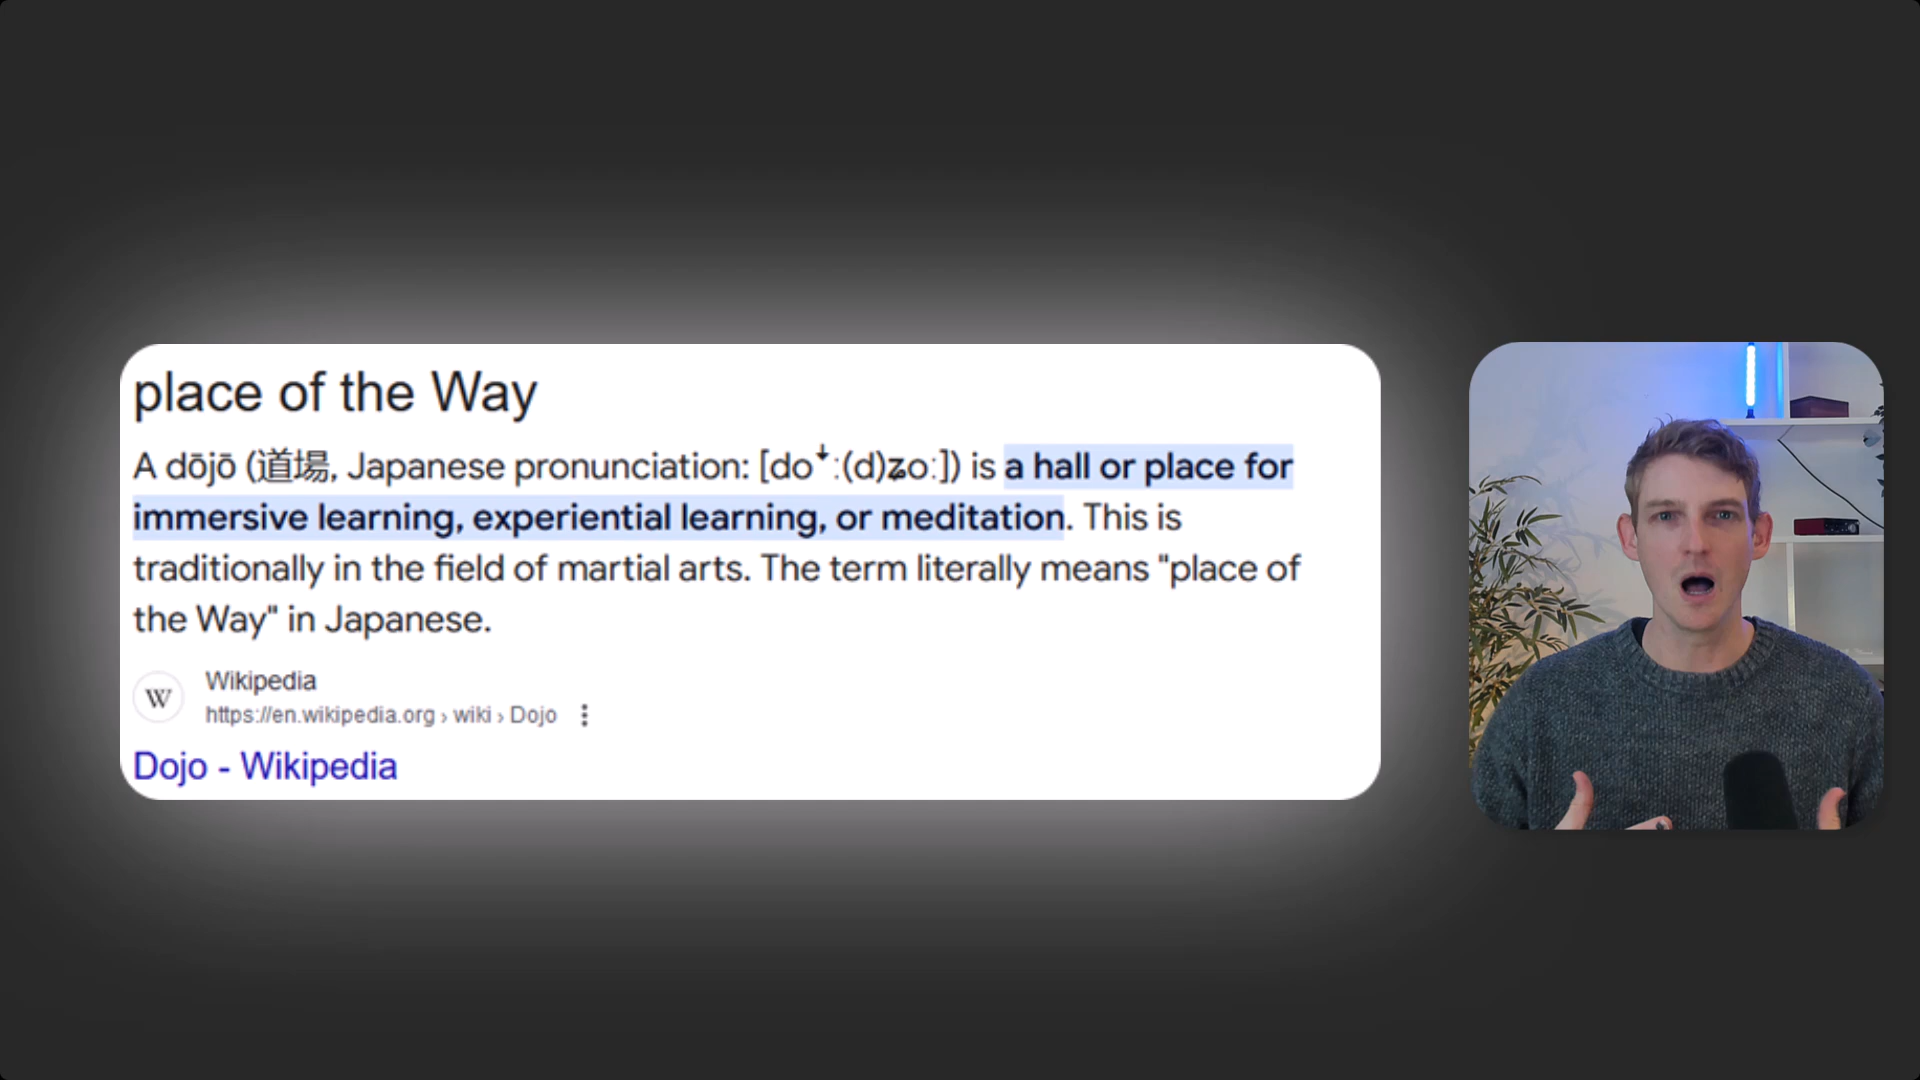 place of the Way
A dōjō (道場, Japanese pronunciation: [doꜜː(d)ʑoː]) is a hall or place for
immersive learning, experiential learning, or meditation. This is
traditionally in the field of martial arts. The term literally means "place of
the Way" in Japanese.
W
Wikipedia
https://en.wikipedia.org › wiki › Dojo
Dojo - Wikipedia